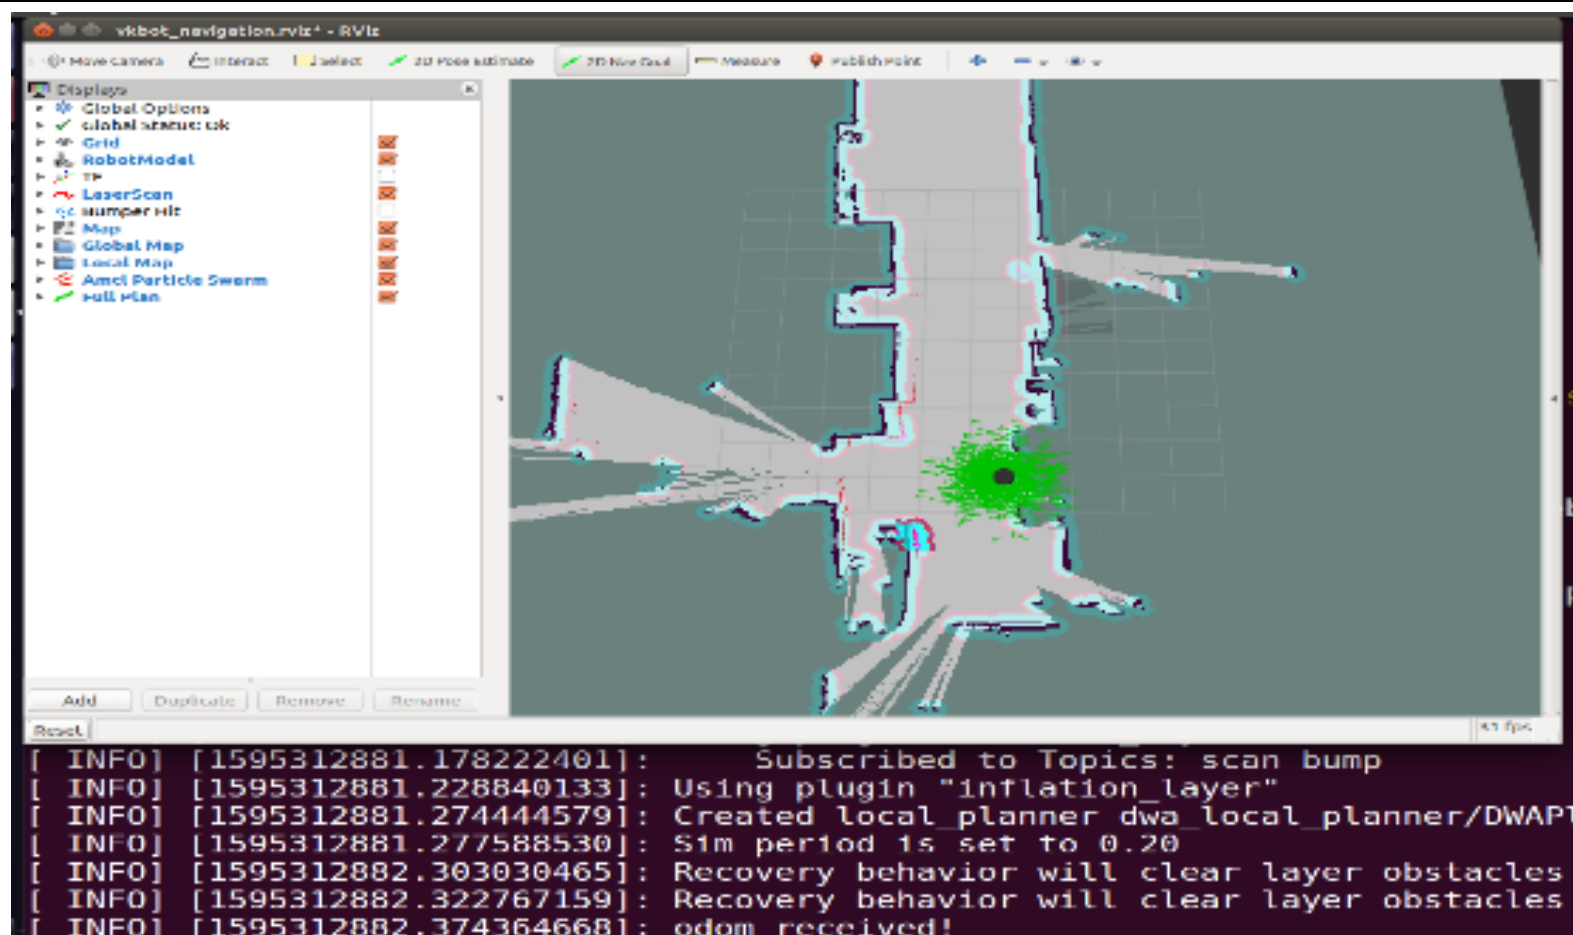 vkbot_navigation.rviz* - RViz
Move Camera Interact Select 2D Pose Estimate 2D Nav Goal Measure Publish Point
Displays
Global Options
Global Status: Ok
Grid
RobotModel
TF
LaserScan
Bumper Hit
Map
Global Map
Local Map
Amcl Particle Swarm
Full Plan
Add Duplicate Remove Rename
Reset
31 fps
[ INFO] [1595312881.178222401]: Subscribed to Topics: scan bump
[ INFO] [1595312881.228840133]: Using plugin "inflation_layer"
[ INFO] [1595312881.274444579]: Created local_planner dwa_local_planner/DWAPl
[ INFO] [1595312881.277588530]: Sim period is set to 0.20
[ INFO] [1595312882.303030465]: Recovery behavior will clear layer obstacles
[ INFO] [1595312882.322767159]: Recovery behavior will clear layer obstacles
[ INFO] [1595312882.374364668]: odom received!